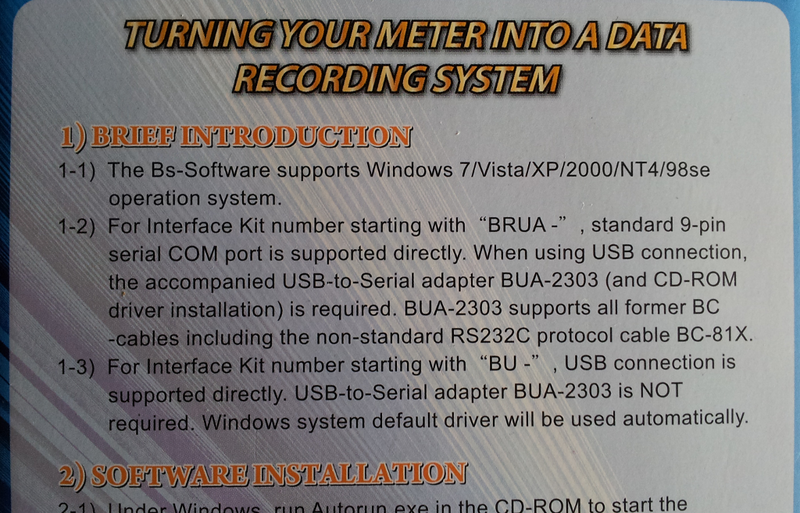 TURNING YOUR METER INTO A DATA
RECORDING SYSTEM
1) BRIEF INTRODUCTION
1-1) The Bs-Software supports Windows 7/Vista/XP/2000/NT4/98se
operation system.
1-2) For Interface Kit number starting with “BRUA -” , standard 9-pin
serial COM port is supported directly. When using USB connection,
the accompanied USB-to-Serial adapter BUA-2303 (and CD-ROM
driver installation) is required. BUA-2303 supports all former BC
-cables including the non-standard RS232C protocol cable BC-81X.
1-3) For Interface Kit number starting with “BU -” , USB connection is
supported directly. USB-to-Serial adapter BUA-2303 is NOT
required. Windows system default driver will be used automatically.
2) SOFTWARE INSTALLATION
2-1) Under Windows, run Autorun.exe in the CD-ROM to start the